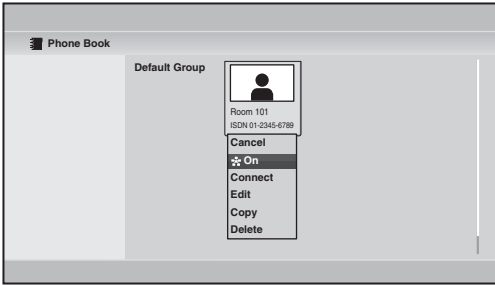 Phone Book
Default Group
Room 101
ISDN 01-2345-6789
Cancel
On
Connect
Edit
Copy
Delete